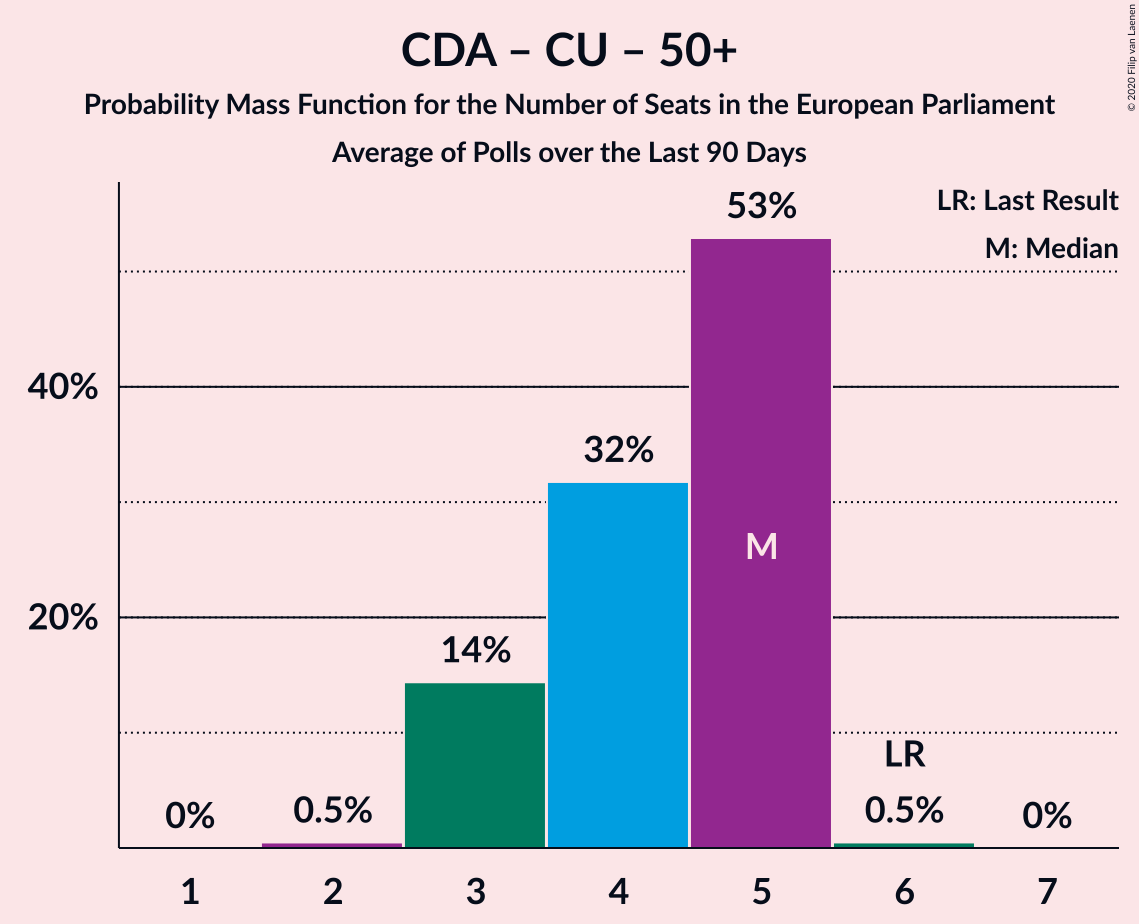 CDA – CU – 50+
Probability Mass Function for the Number of Seats in the European Parliament
Average of Polls over the Last 90 Days
© 2020 Filip van Laenen
LR: Last Result
M: Median
53%
40%
32%
M
20%
14%
LR
0%
0.5%
0.5%
0%
1
2
3
4
5
6
7